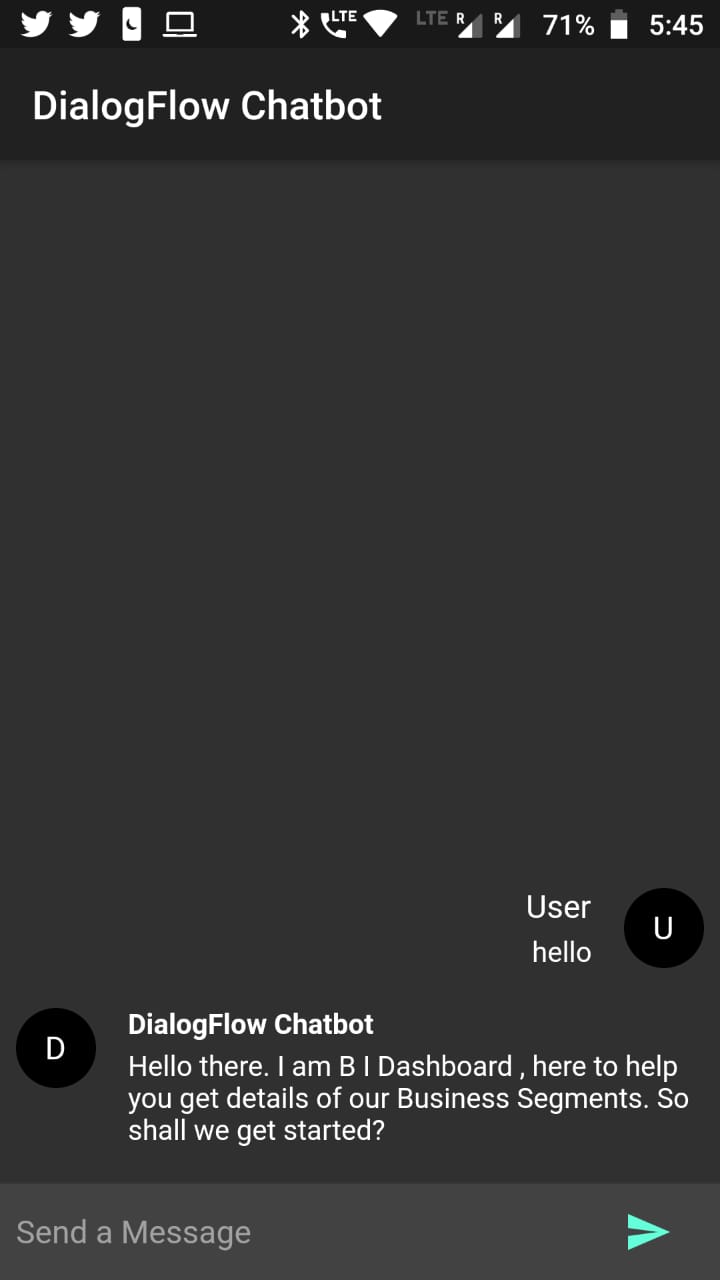 LTE LTE R R 71% 5:45
DialogFlow Chatbot
User
U
hello
DialogFlow Chatbot
D
Hello there. I am B I Dashboard , here to help
you get details of our Business Segments. So
shall we get started?
Send a Message